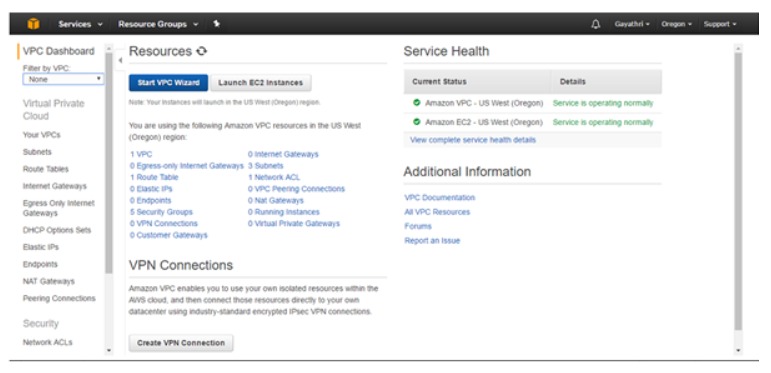 Services Resource Groups Gayathri Oregon Support
VPC Dashboard
Filter by VPC:
None
Virtual Private
Cloud
Your VPCs
Subnets
Route Tables
Internet Gateways
Egress Only Internet
Gateways
DHCP Options Sets
Elastic IPs
Endpoints
NAT Gateways
Peering Connections
Security
Network ACLs
Resources
Start VPC Wizard Launch EC2 Instances
Note: Your Instances will launch in the US West (Oregon) region.
You are using the following Amazon VPC resources in the US West
(Oregon) region:
1 VPC 0 Internet Gateways
0 Egress-only Internet Gateways 3 Subnets
1 Route Table 1 Network ACL
0 Elastic IPs 0 VPC Peering Connections
0 Endpoints 0 Nat Gateways
5 Security Groups 0 Running Instances
0 VPN Connections 0 Virtual Private Gateways
0 Customer Gateways
VPN Connections
Amazon VPC enables you to use your own isolated resources within the
AWS cloud, and then connect those resources directly to your own
datacenter using industry-standard encrypted IPsec VPN connections.
Create VPN Connection
Service Health
Current Status Details
Amazon VPC - US West (Oregon) Service is operating normally
Amazon EC2 - US West (Oregon) Service is operating normally
View complete service health details
Additional Information
VPC Documentation
All VPC Resources
Forums
Report an Issue